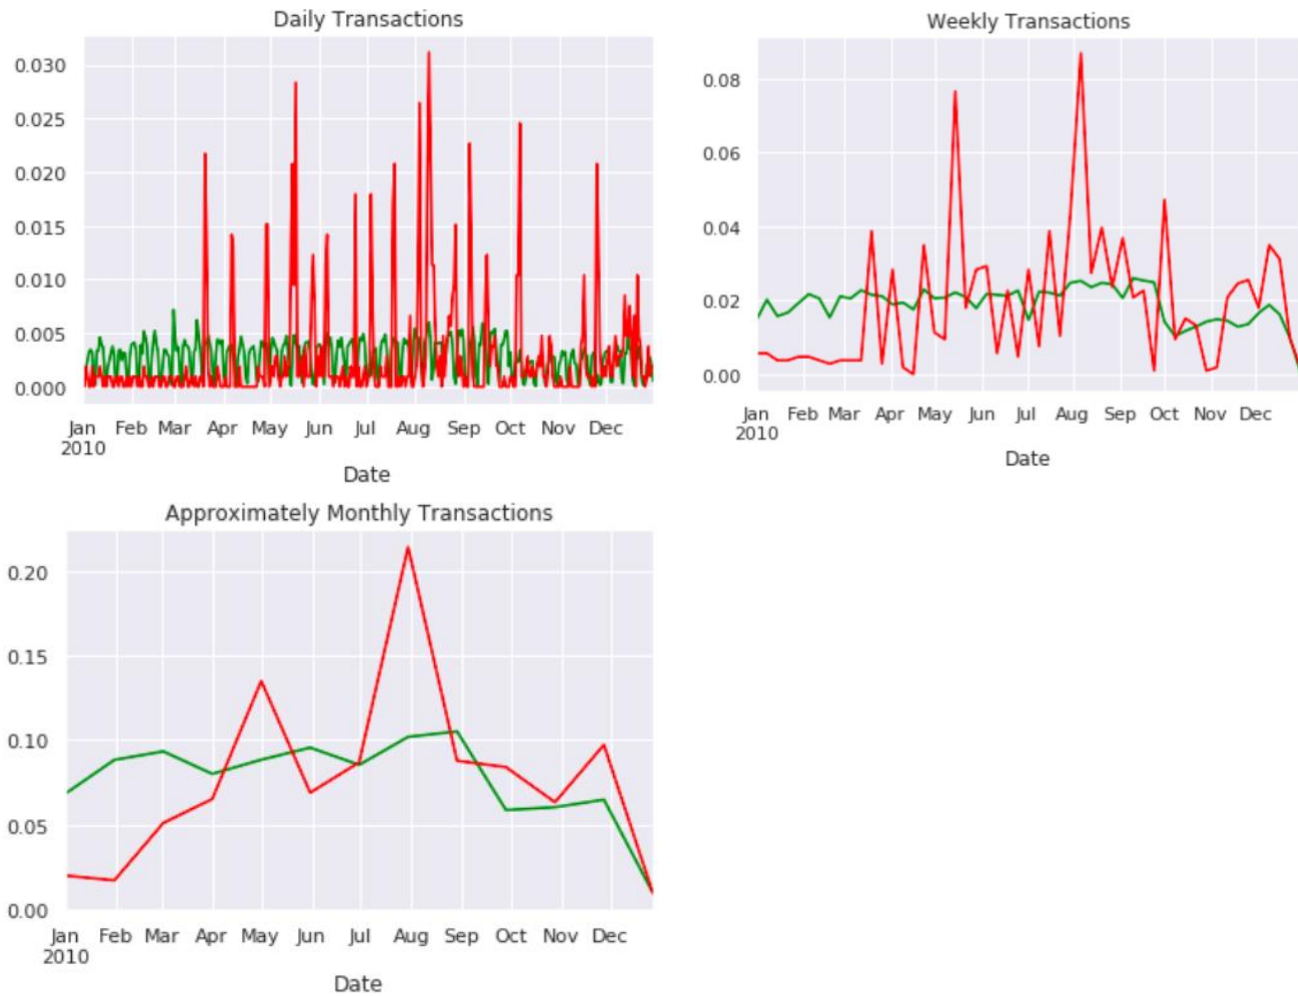 Daily Transactions
0.030
0.025
0.020
0.015
0.010
0.005
0.000
Jan Feb Mar Apr May Jun Jul Aug Sep Oct Nov Dec
2010
Date
Weekly Transactions
0.08
0.06
0.04
0.02
0.00
Jan Feb Mar Apr May Jun Jul Aug Sep Oct Nov Dec
2010
Date
Approximately Monthly Transactions
0.20
0.15
0.10
0.05
0.00
Jan Feb Mar Apr May Jun Jul Aug Sep Oct Nov Dec
2010
Date